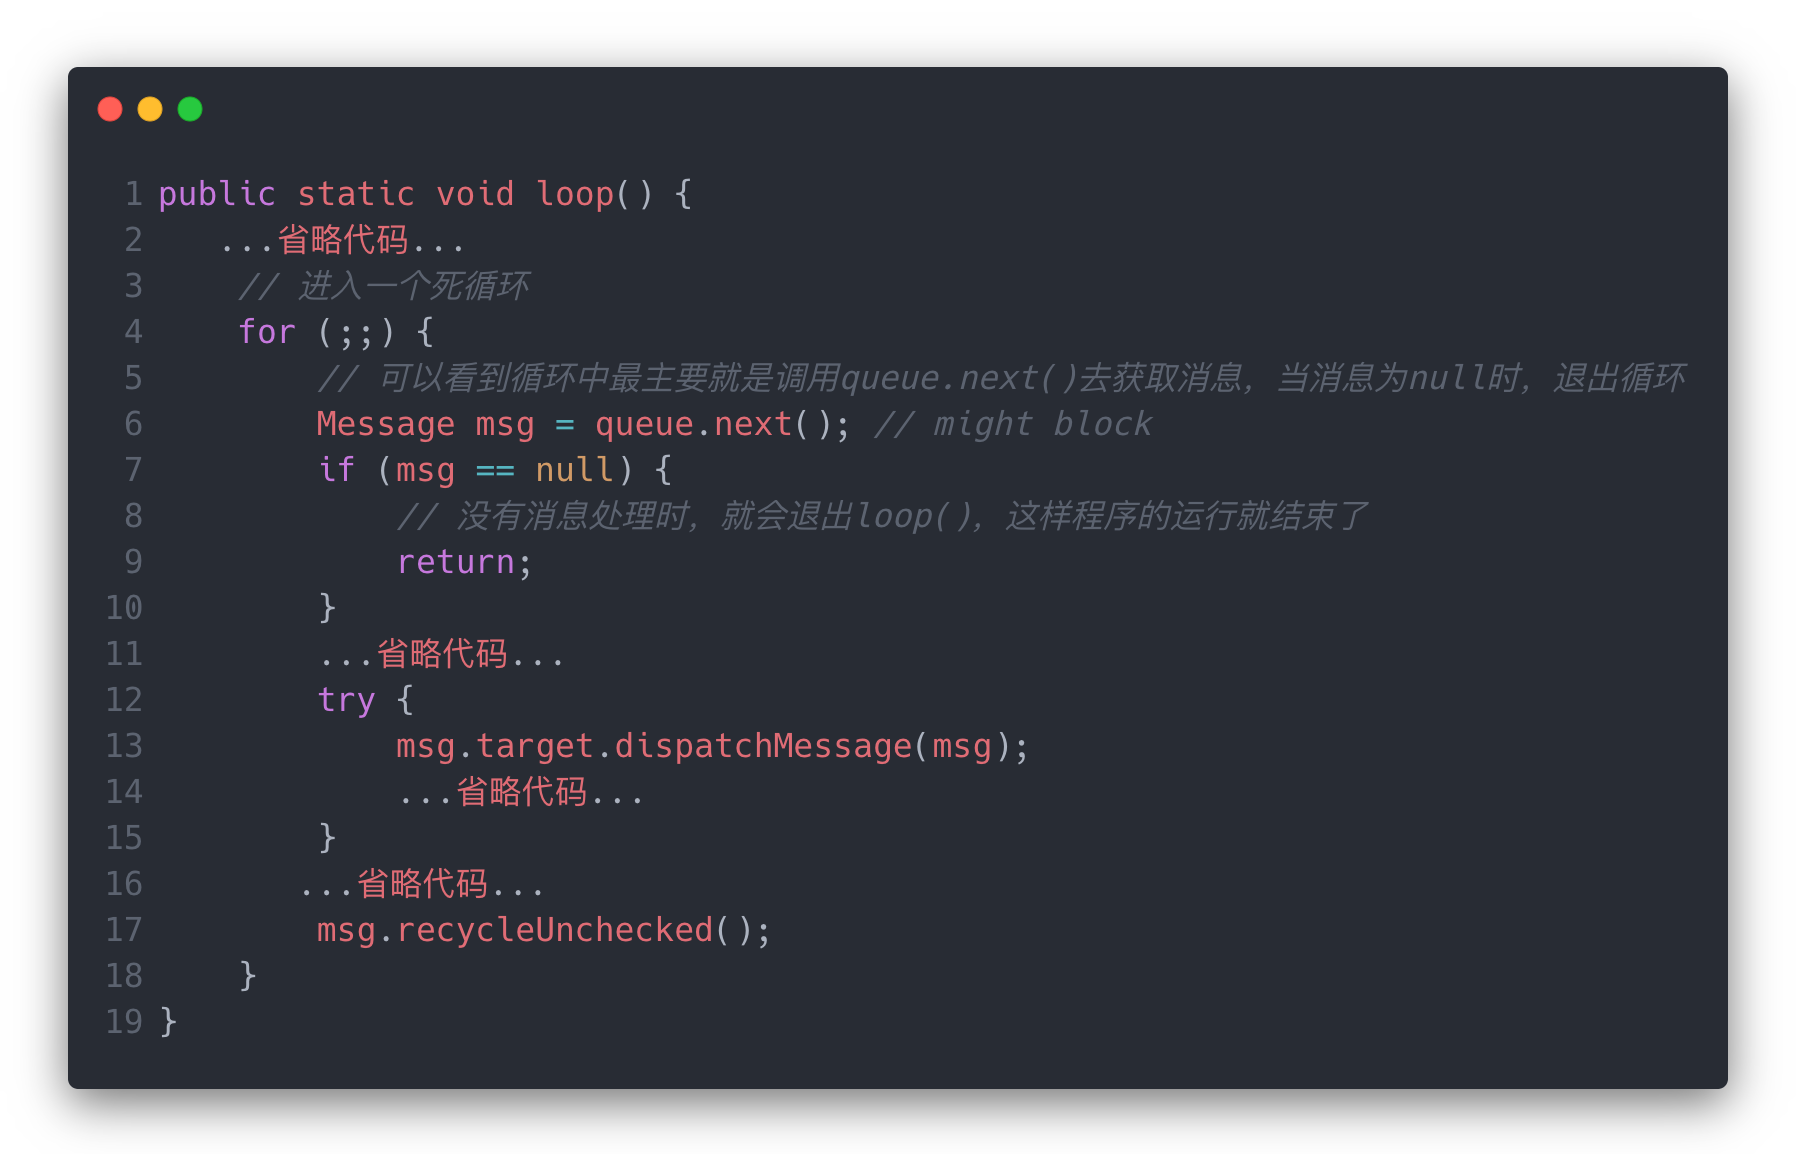 1 public static void loop() {
2    ...省略代码...
3     // 进入一个死循环
4     for (;;) {
5         // 可以看到循环中最主要就是调用queue.next()去获取消息，当消息为null时，退出循环
6         Message msg = queue.next(); // might block
7         if (msg == null) {
8             // 没有消息处理时，就会退出loop()，这样程序的运行就结束了
9             return;
10         }
11         ...省略代码...
12         try {
13             msg.target.dispatchMessage(msg);
14             ...省略代码...
15         }
16        ...省略代码...
17         msg.recycleUnchecked();
18     }
19 }